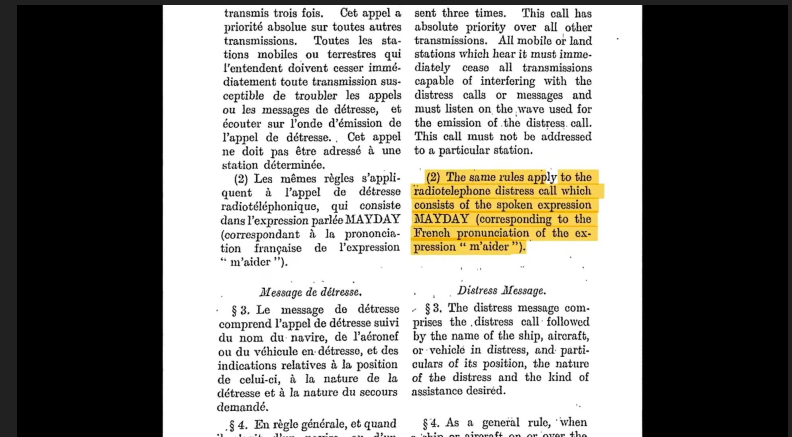 transmis trois fois. Cet appel a
priorité absolue sur toutes autres
transmissions. Toutes les sta-
tions mobiles ou terrestres qui
l'entendent doivent cesser immé-
diatement toute transmission sus-
ceptible de troubler les appels
ou les messages de détresse, et
écouter sur l'onde d'émission de
l'appel de détresse. Cet appel
ne doit pas être adressé à une
station déterminée.
(2) Les mêmes règles s'appli-
quent à l'appel de détresse
radiotéléphonique, qui consiste
dans l'expression parlée MAYDAY
(correspondant à la prononcia-
tion française de l'expression
" m'aider ").
Message de détresse.
§ 3. Le message de détresse
comprend l'appel de détresse suivi
du nom du navire, de l'aéronef
ou du véhicule en détresse, et des
indications relatives à la position
de celui-ci, à la nature de la
détresse et à la nature du secours
demandé.
§ 4. En règle générale, et quand
sent three times. This call has
absolute priority over all other
transmissions. All mobile or land
stations which hear it must imme-
diately cease all transmissions
capable of interfering with the
distress calls or messages and
must listen on the wave used for
the emission of the distress call.
This call must not be addressed
to a particular station.
(2) The same rules apply to the
radiotelephone distress call which
consists of the spoken expression
MAYDAY (corresponding to the
French pronunciation of the ex-
pression " m'aider ").
Distress Message.
§ 3. The distress message com-
prises the distress call followed
by the name of the ship, aircraft,
or vehicle in distress, and parti-
culars of its position, the nature
of the distress and the kind of
assistance desired.
§ 4. As a general rule, when